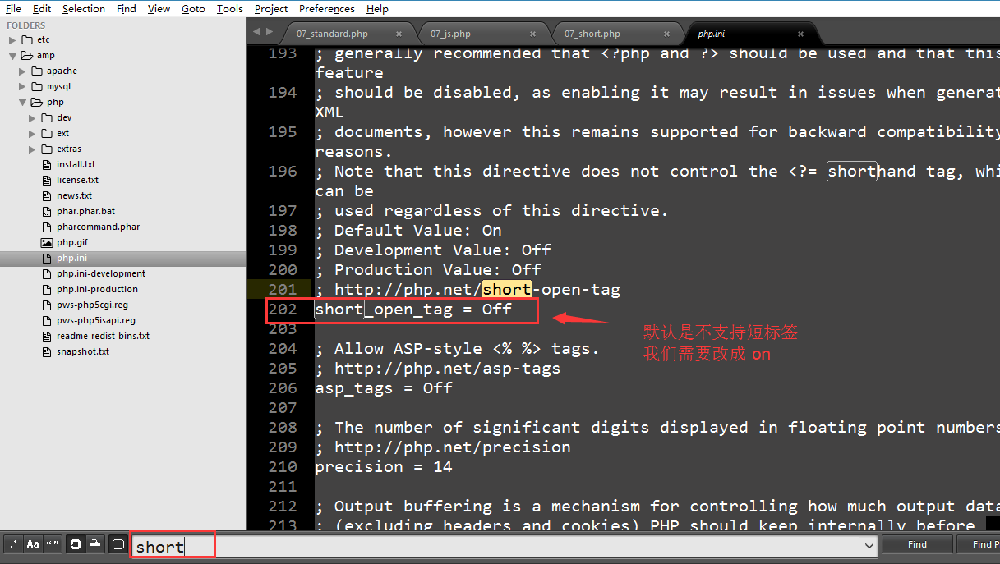 File Edit Selection Find View Goto Tools Project Preferences Help
FOLDERS
etc
amp
apache
mysql
php
dev
ext
extras
install.txt
license.txt
news.txt
phar.phar.bat
pharcommand.phar
php.gif
php.ini
php.ini-development
php.ini-production
pws-php5cgi.reg
pws-php5isapi.reg
readme-redist-bins.txt
snapshot.txt
07_standard.php × 07_js.php × 07_short.php × php.ini ×
193 ; generally recommended that <?php and ?> should be used and that this
feature
194 ; should be disabled, as enabling it may result in issues when generat
XML
195 ; documents, however this remains supported for backward compatibility
reasons.
196 ; Note that this directive does not control the <?= shorthand tag, whi
can be
197 ; used regardless of this directive.
198 ; Default Value: On
199 ; Development Value: Off
200 ; Production Value: Off
201 ; http://php.net/short-open-tag
202 short_open_tag = Off
203
204 ; Allow ASP-style <% %> tags.
205 ; http://php.net/asp-tags
206 asp_tags = Off
207
208 ; The number of significant digits displayed in floating point numbers
209 ; http://php.net/precision
210 precision = 14
211
212 ; Output buffering is a mechanism for controlling how much output data
213 ; (excluding headers and cookies) PHP should keep internally before
默认是不支持短标签
我们需要改成 on
.* Aa “” short Find Find P